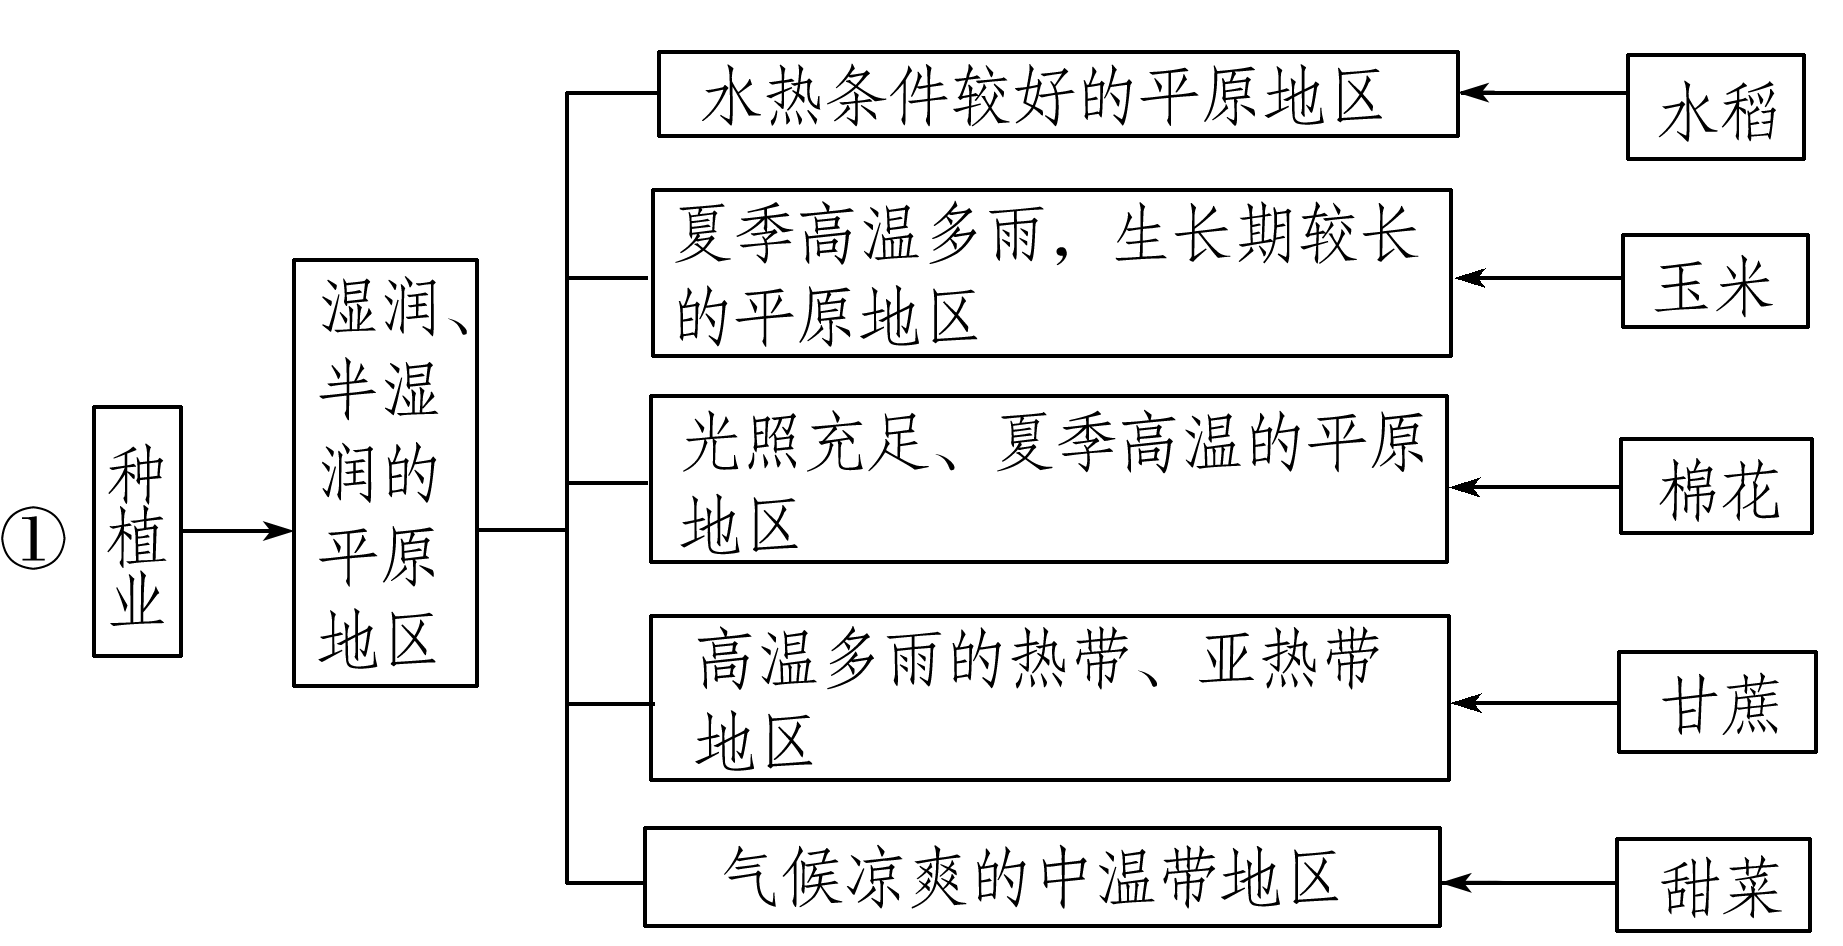 ①
种植业
湿润、
半湿
润的
平原
地区
水热条件较好的平原地区
水稻
夏季高温多雨，生长期较长
的平原地区
玉米
光照充足、夏季高温的平原
地区
棉花
高温多雨的热带、亚热带
地区
甘蔗
气候凉爽的中温带地区
甜菜